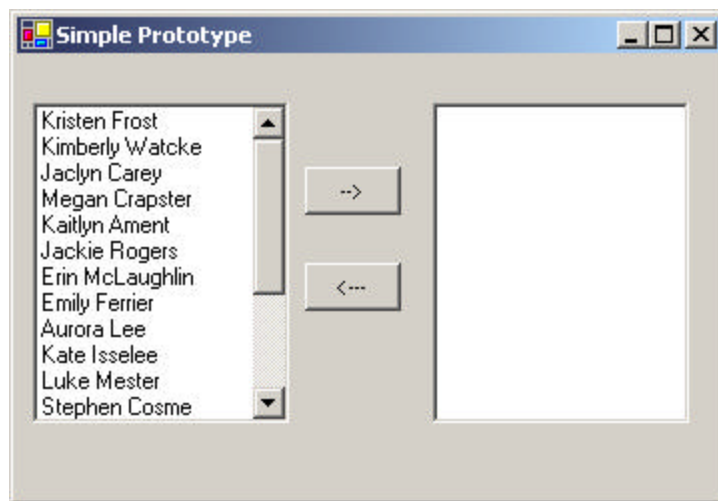 Simple Prototype
Kristen Frost
Kimberly Watcke
Jaclyn Carey
Megan Crapster
Kaitlyn Ament
Jackie Rogers
Erin McLaughlin
Emily Ferrier
Aurora Lee
Kate Isselee
Luke Mester
Stephen Cosme
-->
<---